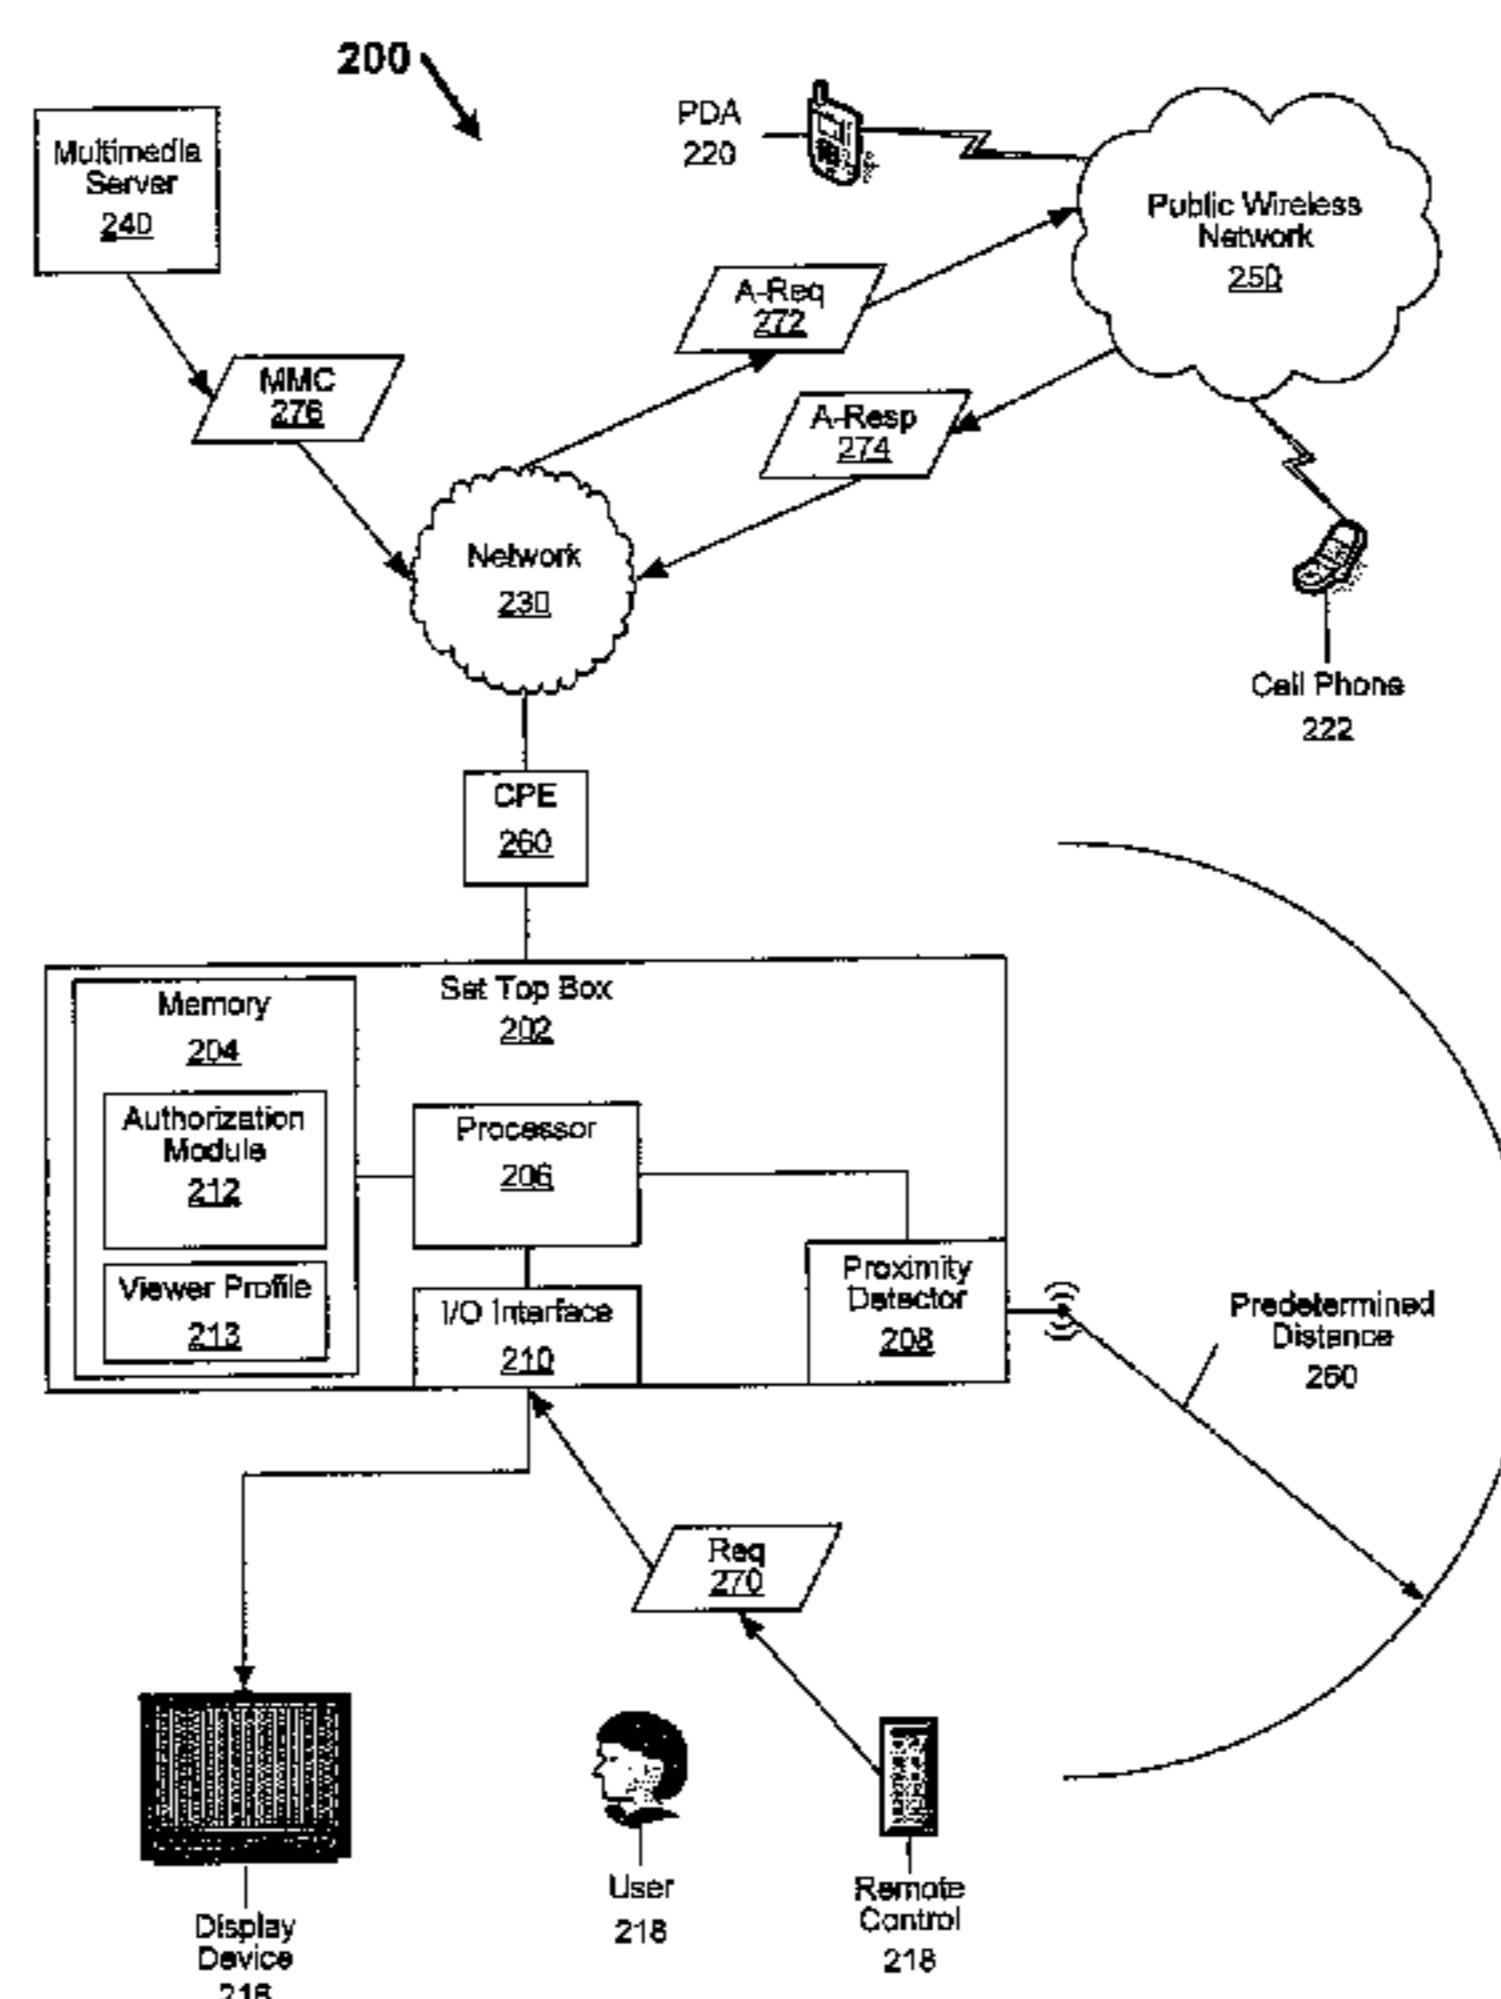 200
Multimedia
Server
240
PDA
220
Public Wireless
Network
250
A-Req
272
MMC
276
A-Resp
274
Network
230
Cell Phone
222
CPE
260
Set Top Box
202
Memory
204
Authorization
Module
212
Processor
206
Viewer Profile
213
I/O Interface
210
Proximity
Detector
208
Predetermined
Distance
260
Req
270
User
218
Remote
Control
218
Display
Device